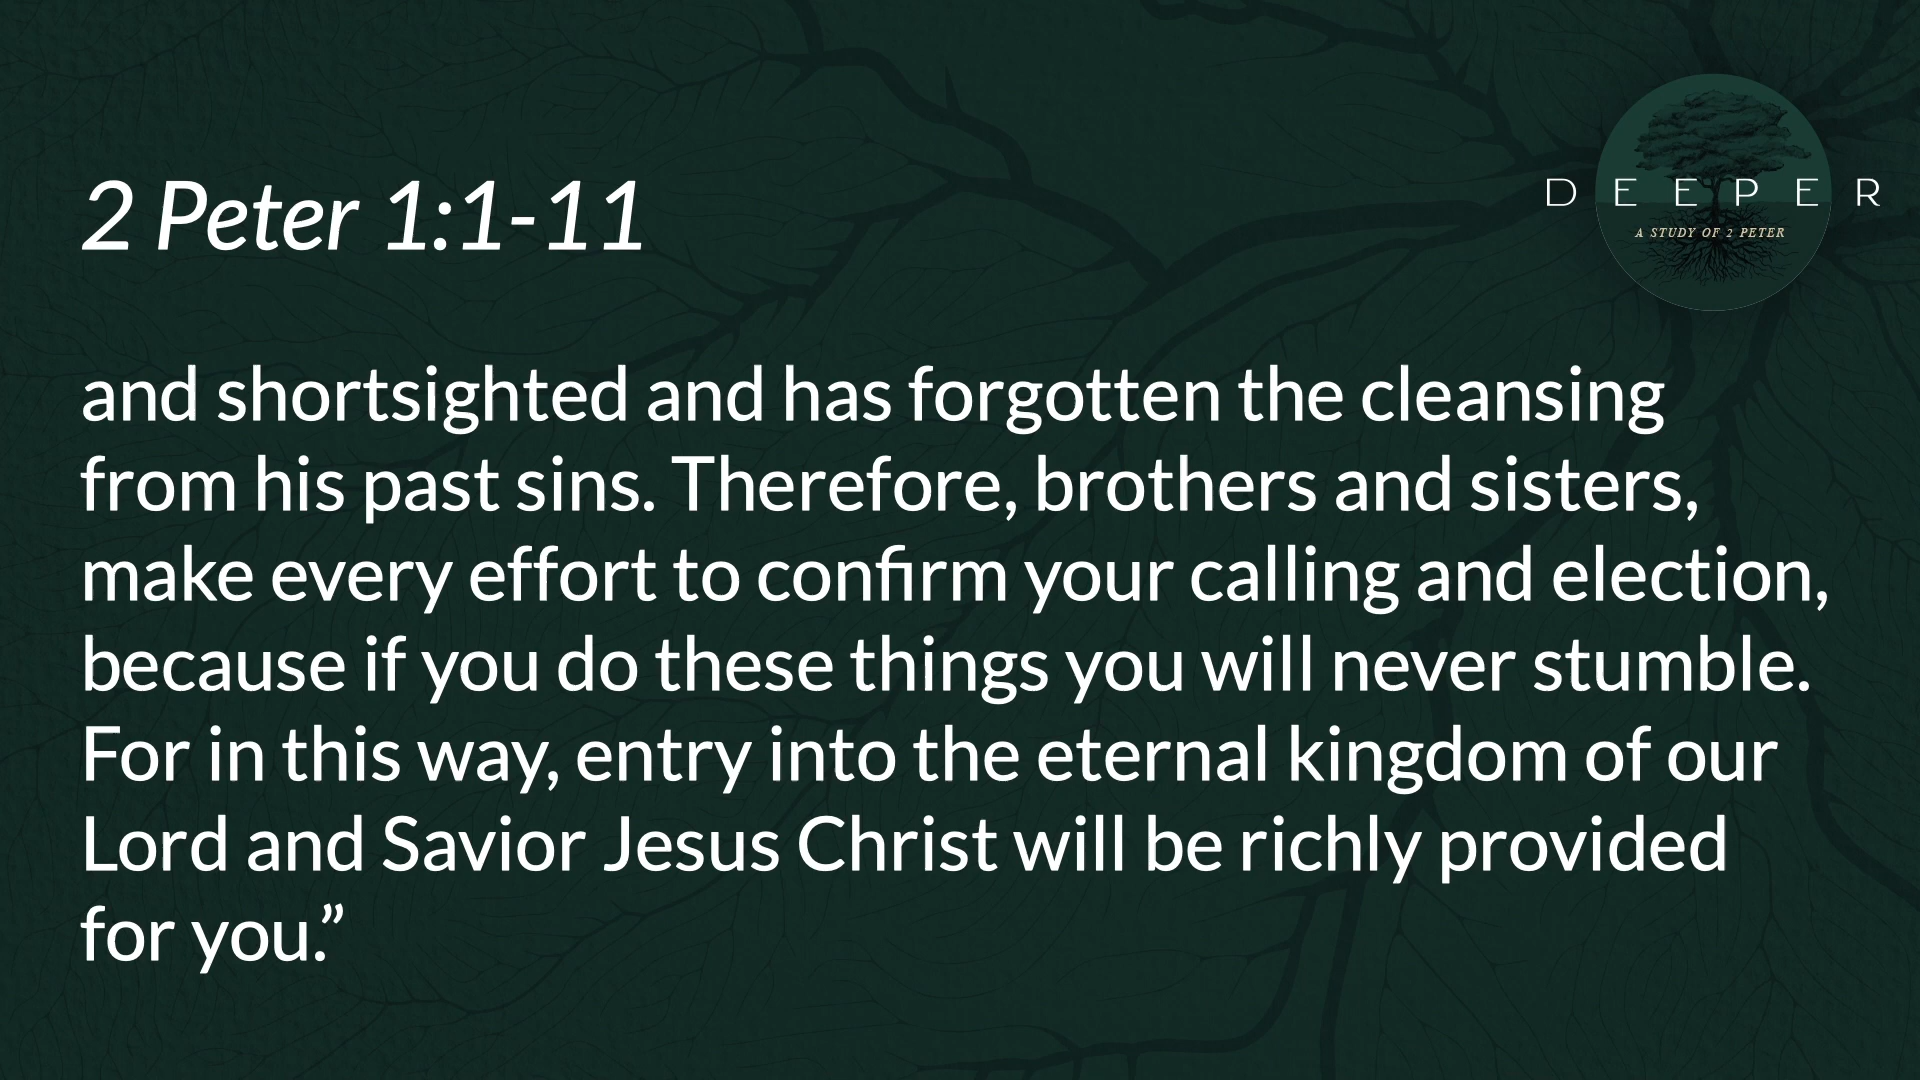 2 Peter 1:1-11
DEEPER
A STUDY OF 2 PETER
and shortsighted and has forgotten the cleansing
from his past sins. Therefore, brothers and sisters,
make every effort to confirm your calling and election,
because if you do these things you will never stumble.
For in this way, entry into the eternal kingdom of our
Lord and Savior Jesus Christ will be richly provided
for you.”